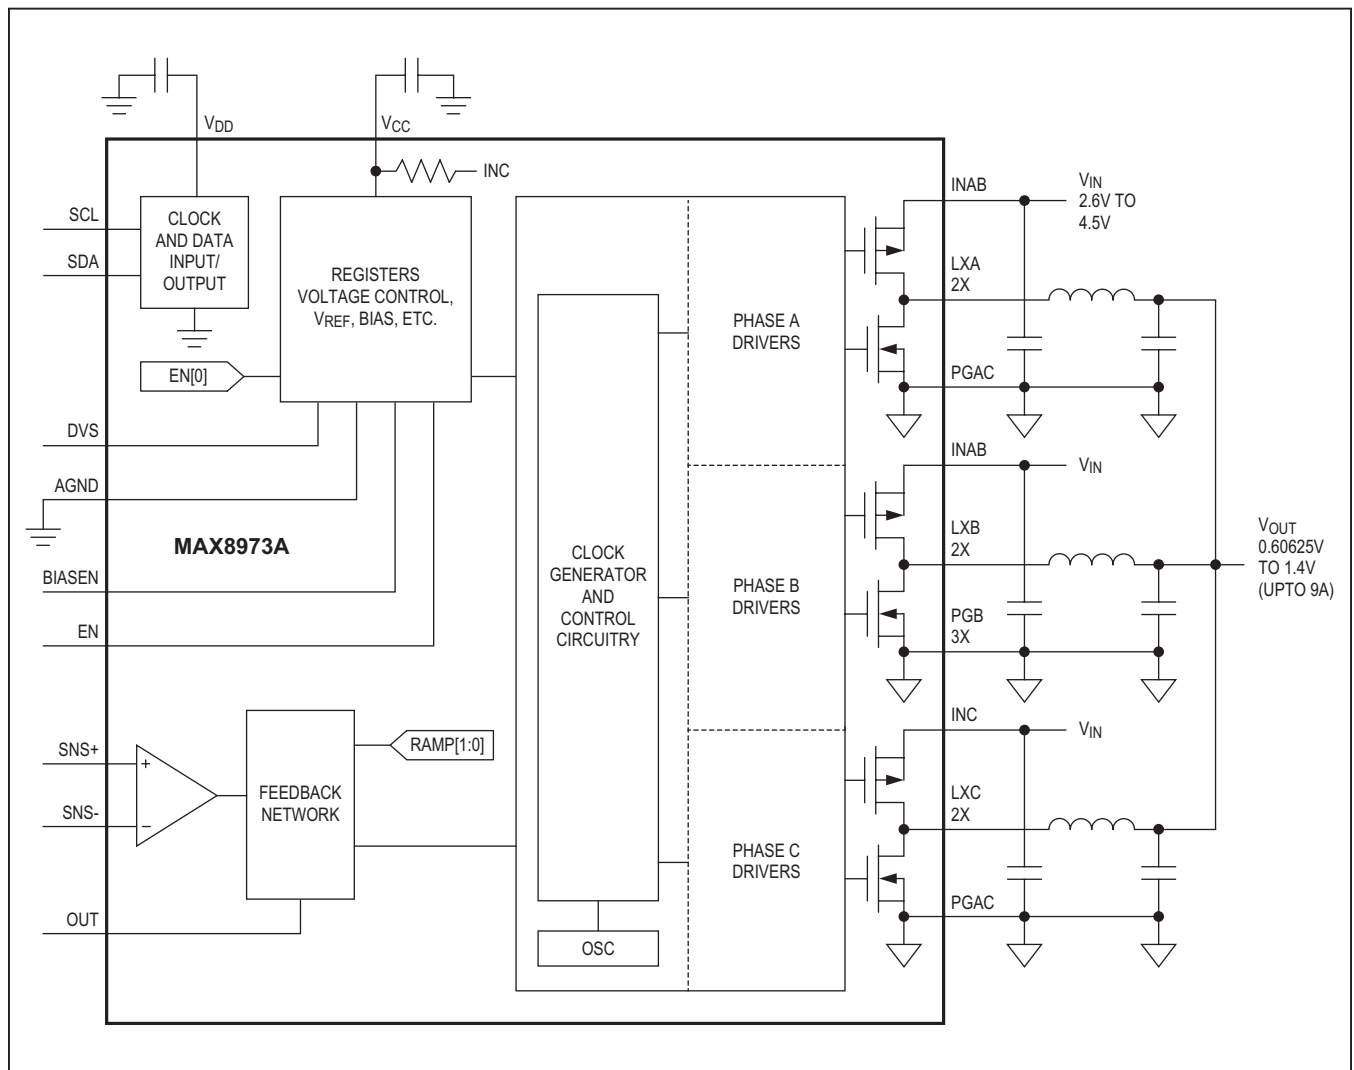 VDD
VCC
INC
SCL
SDA
CLOCK
AND DATA
INPUT/
OUTPUT
REGISTERS
VOLTAGE CONTROL,
VREF, BIAS, ETC.
EN[0]
DVS
AGND
MAX8973A
BIASEN
EN
SNS+
SNS-
+
−
FEEDBACK
NETWORK
RAMP[1:0]
OUT
CLOCK
GENERATOR
AND
CONTROL
CIRCUITRY
OSC
PHASE A
DRIVERS
PHASE B
DRIVERS
PHASE C
DRIVERS
INAB
VIN
2.6V TO
4.5V
LXA
2X
PGAC
INAB
VIN
LXB
2X
PGB
3X
INC
VIN
LXC
2X
PGAC
VOUT
0.60625V
TO 1.4V
(UPTO 9A)